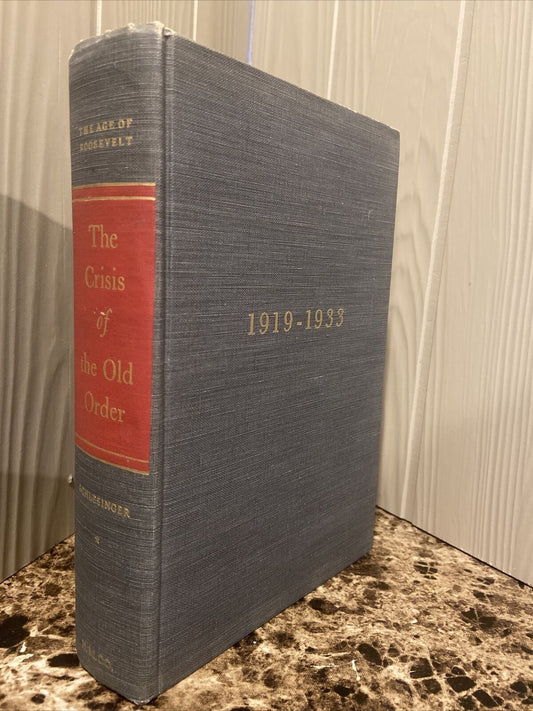 THE AGE OF
ROOSEVELT
The
Crisis
of
the Old
Order
SCHLESINGER
1919-1933